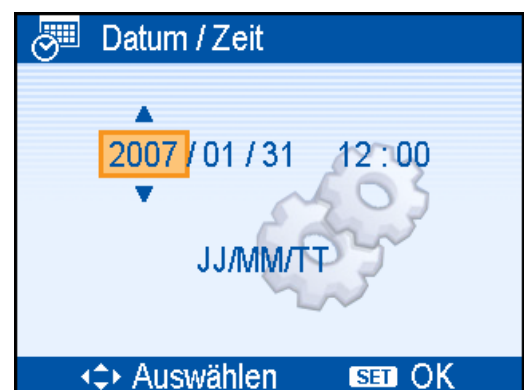 Datum / Zeit
2007 / 01 / 31 12 : 00
JJ/MM/TT
Auswählen SET OK